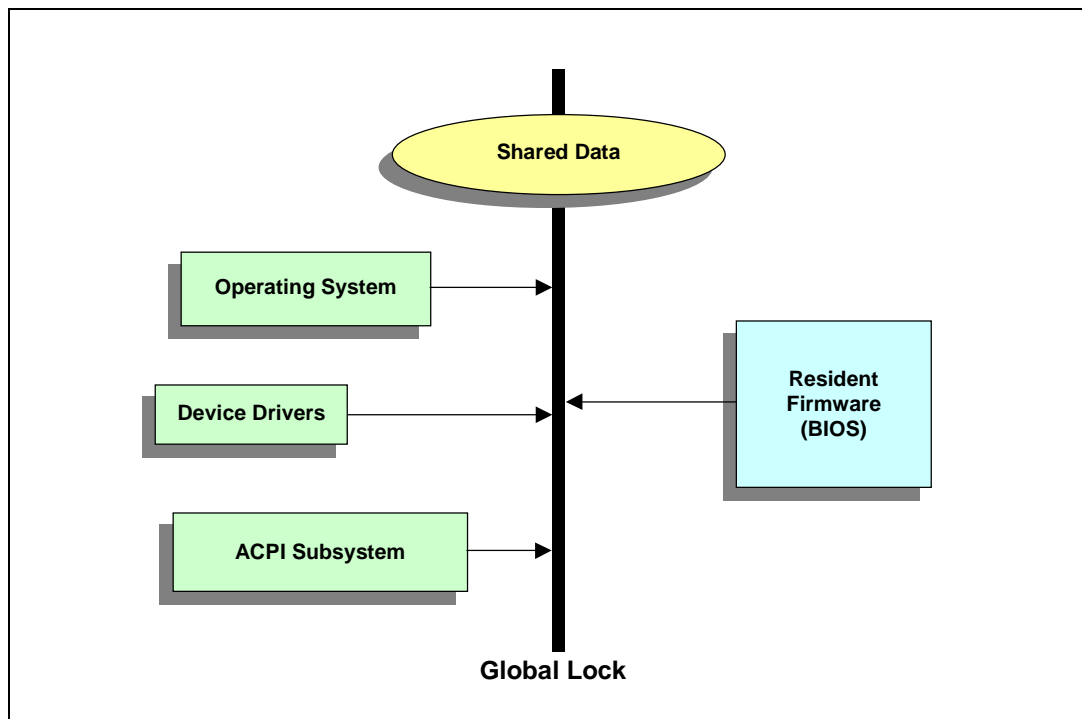 Shared Data
Operating System
Device Drivers
Resident
Firmware
(BIOS)
ACPI Subsystem
Global Lock